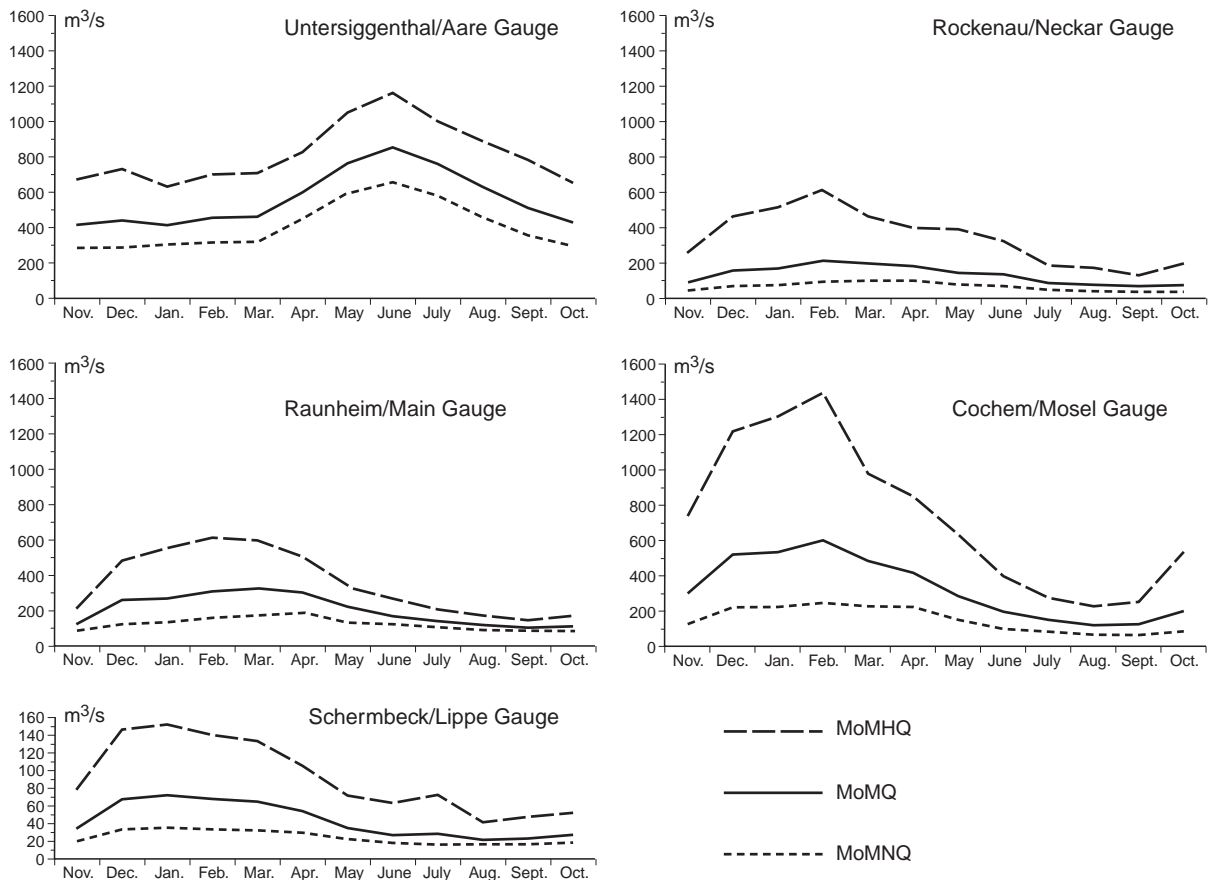 m³/s
Untersiggenthal/Aare Gauge
1600
1400
1200
1000
800
600
400
200
0
Nov. Dec. Jan. Feb. Mar. Apr. May June July Aug. Sept. Oct.
m³/s
Rockenau/Neckar Gauge
1600
1400
1200
1000
800
600
400
200
0
Nov. Dec. Jan. Feb. Mar. Apr. May June July Aug. Sept. Oct.
m³/s
Raunheim/Main Gauge
1600
1400
1200
1000
800
600
400
200
0
Nov. Dec. Jan. Feb. Mar. Apr. May June July Aug. Sept. Oct.
m³/s
Cochem/Mosel Gauge
1600
1400
1200
1000
800
600
400
200
0
Nov. Dec. Jan. Feb. Mar. Apr. May June July Aug. Sept. Oct.
m³/s
Schermbeck/Lippe Gauge
160
140
120
100
80
60
40
20
0
Nov. Dec. Jan. Feb. Mar. Apr. May June July Aug. Sept. Oct.
MoMHQ
MoMQ
MoMNQ